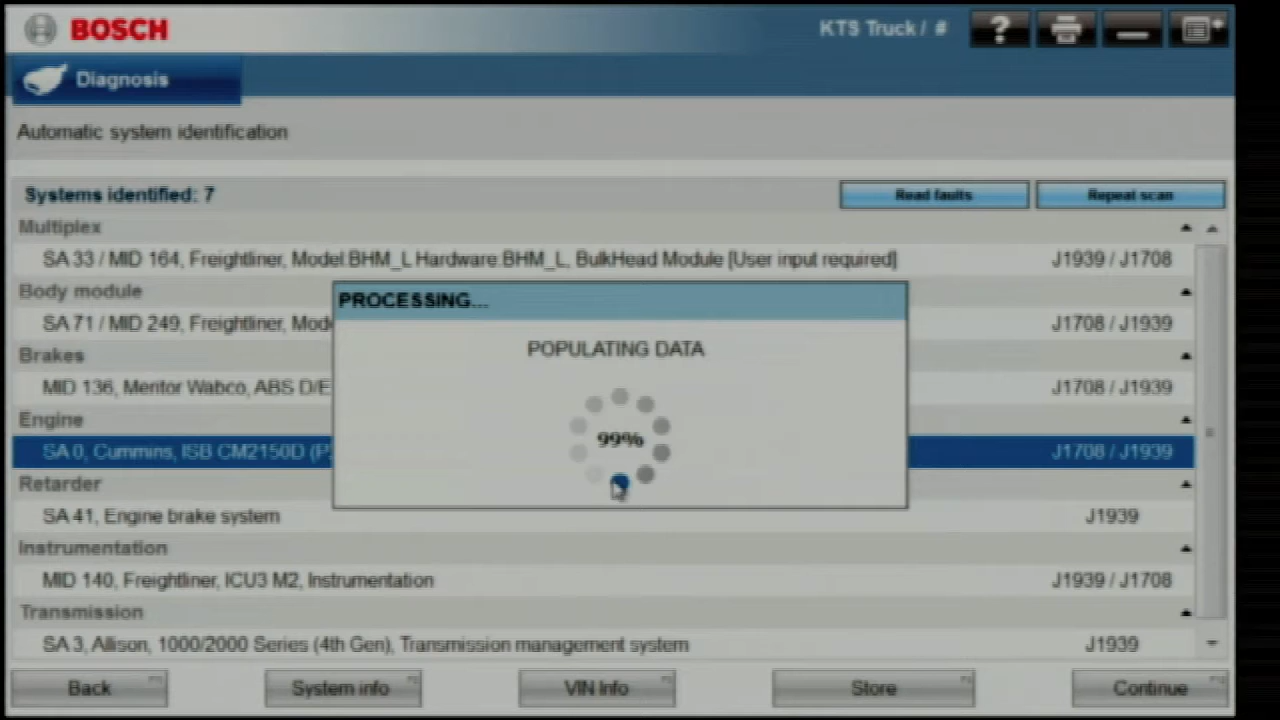 BOSCH
KTS Truck / #
?
Diagnosis
Automatic system identification
Systems identified: 7
Read faults
Repeat scan
Multiplex
SA 33 / MID 164, Freightliner, Model:BHM_L Hardware:BHM_L, BulkHead Module [User input required]
J1939 / J1708
Body module
SA 71 / MID 249, Freightliner,
J1708 / J1939
Brakes
MID 136, Meritor Wabco, ABS D/E
J1708 / J1939
Engine
SA 0, Cummins, ISB CM2150D
J1708 / J1939
Retarder
SA 41, Engine brake system
J1939
Instrumentation
MID 140, Freightliner, ICU3 M2, Instrumentation
J1939 / J1708
Transmission
SA 3, Allison, 1000/2000 Series (4th Gen), Transmission management system
J1939
PROCESSING...
POPULATING DATA
99%
Back
System info
VIN Info
Store
Continue